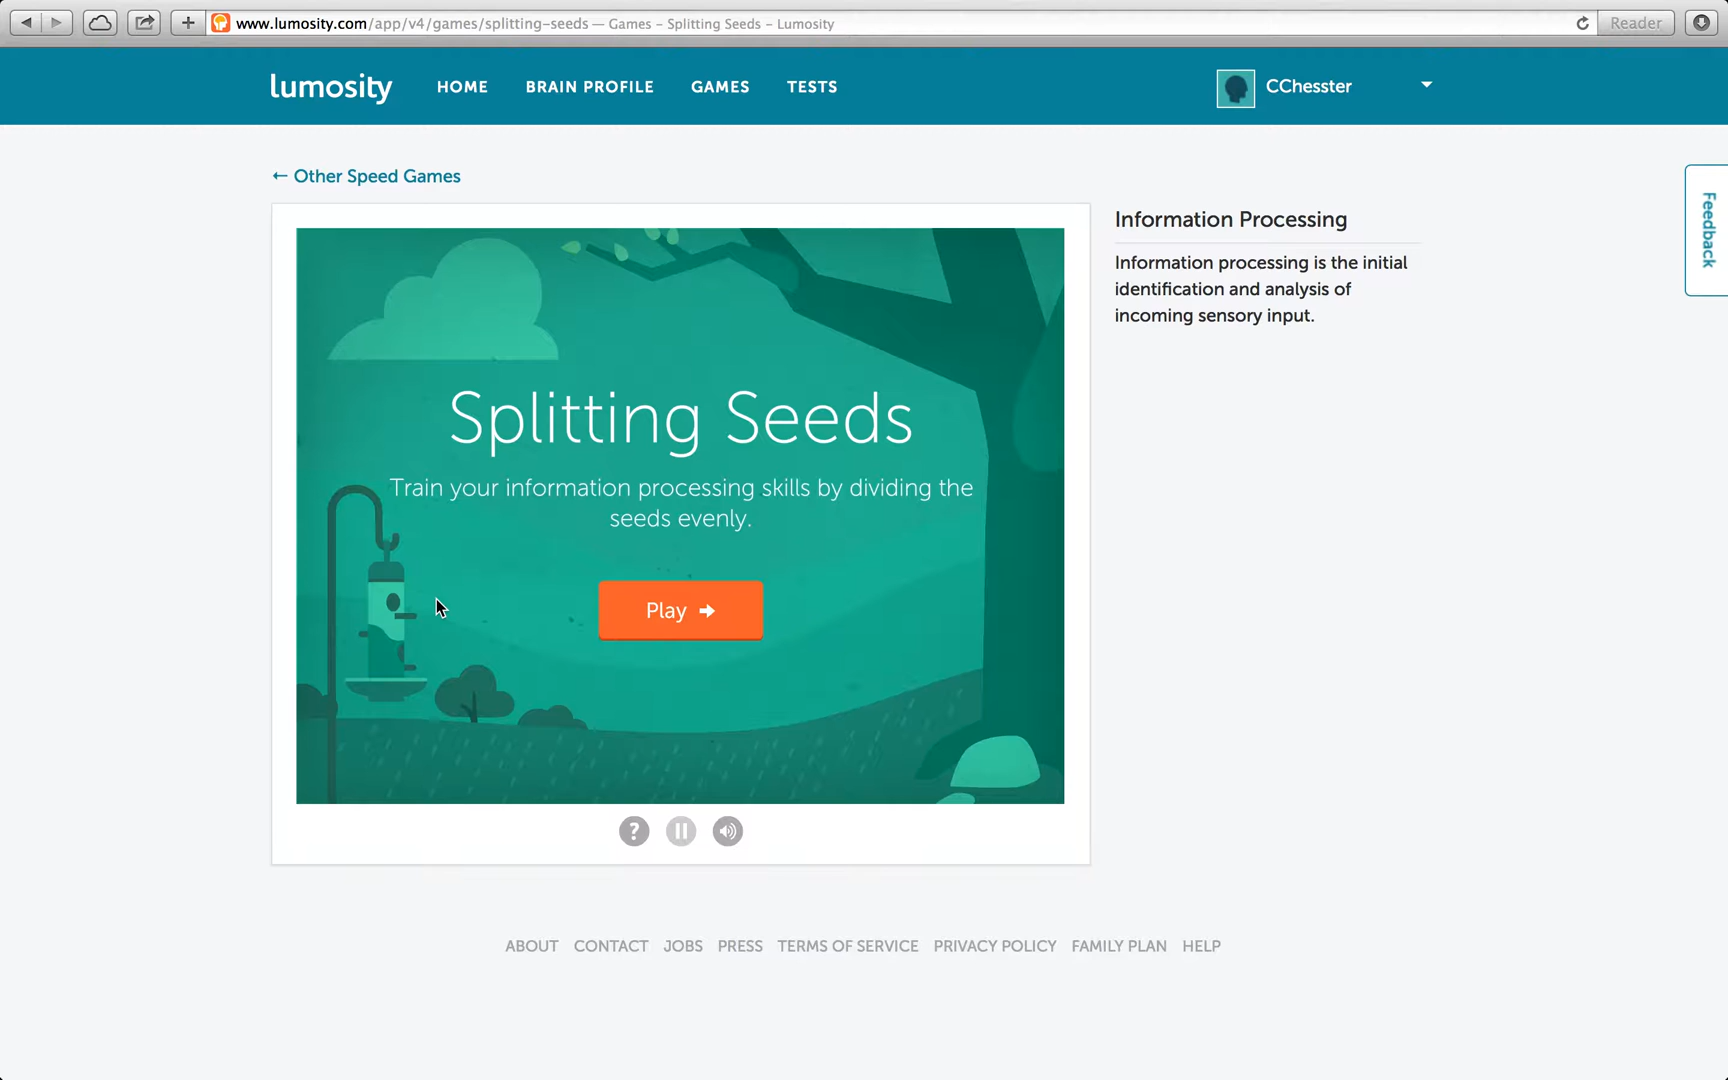 www.lumosity.com/app/v4/games/splitting-seeds — Games – Splitting Seeds – Lumosity
Reader
lumosity
HOME
BRAIN PROFILE
GAMES
TESTS
CChesster
← Other Speed Games
Feedback
Information Processing
Information processing is the initial
identification and analysis of
incoming sensory input.
Splitting Seeds
Train your information processing skills by dividing the
seeds evenly.
Play
?
ABOUT
CONTACT
JOBS
PRESS
TERMS OF SERVICE
PRIVACY POLICY
FAMILY PLAN
HELP